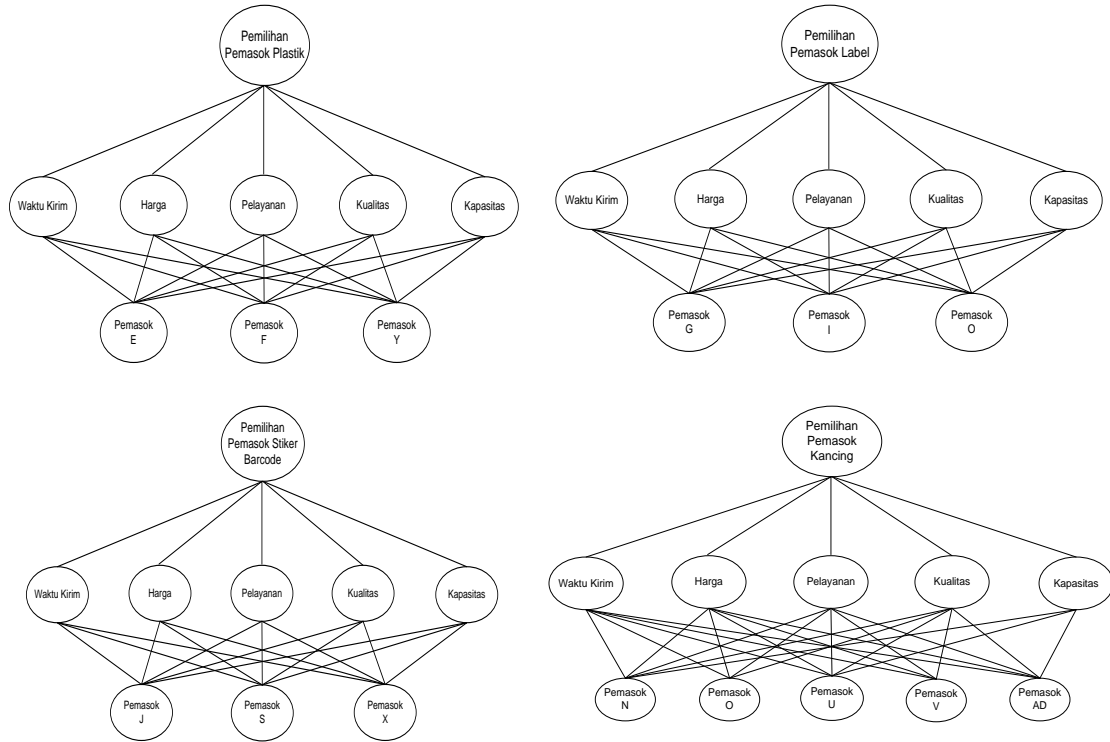 Pemilihan
Pemasok Plastik
Waktu Kirim
Harga
Pelayanan
Kualitas
Kapasitas
Pemasok
E
Pemasok
F
Pemasok
Y
Pemilihan
Pemasok Label
Waktu Kirim
Harga
Pelayanan
Kualitas
Kapasitas
Pemasok
G
Pemasok
I
Pemasok
O
Pemilihan
Pemasok Stiker
Barcode
Waktu Kirim
Harga
Pelayanan
Kualitas
Kapasitas
Pemasok
J
Pemasok
S
Pemasok
X
Pemilihan
Pemasok
Kancing
Waktu Kirim
Harga
Pelayanan
Kualitas
Kapasitas
Pemasok
N
Pemasok
O
Pemasok
U
Pemasok
V
Pemasok
AD